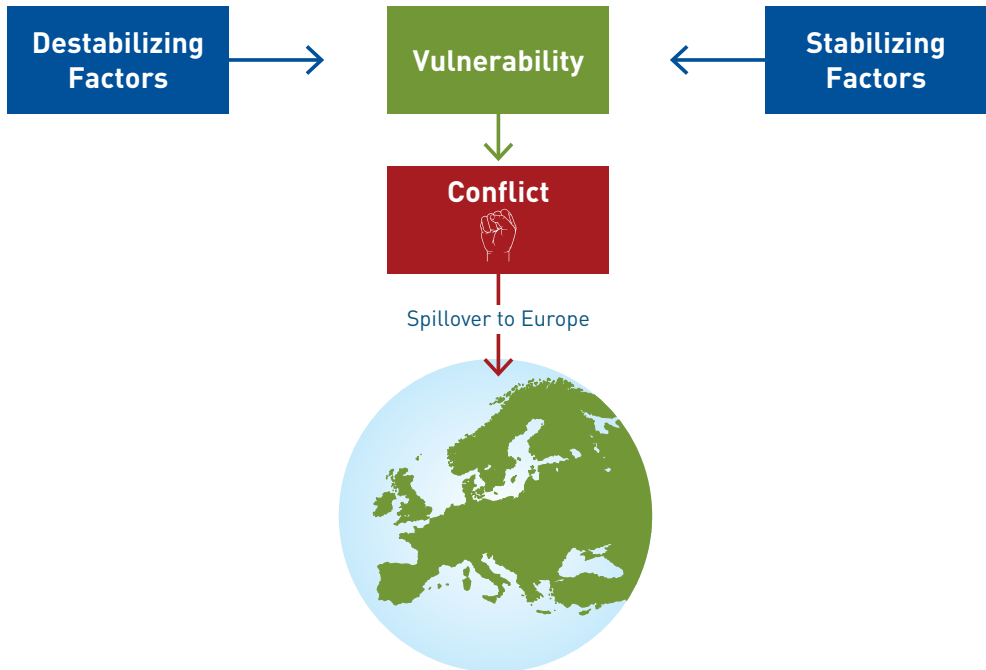 Destabilizing
Factors
Vulnerability
Stabilizing
Factors
Conflict
Spillover to Europe